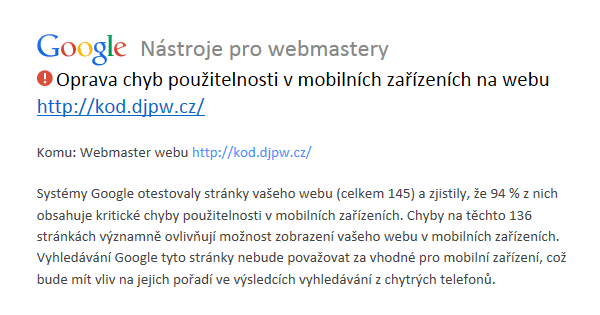 Google Nástroje pro webmastery
Oprava chyb použitelnosti v mobilních zařízeních na webu
http://kod.djpw.cz/
Komu: Webmaster webu http://kod.djpw.cz/
Systémy Google otestovaly stránky vašeho webu (celkem 145) a zjistily, že 94 % z nich
obsahuje kritické chyby použitelnosti v mobilních zařízeních. Chyby na těchto 136
stránkách významně ovlivňují možnost zobrazení vašeho webu v mobilních zařízeních.
Vyhledávání Google tyto stránky nebude považovat za vhodné pro mobilní zařízení, což
bude mít vliv na jejich pořadí ve výsledcích vyhledávání z chytrých telefonů.